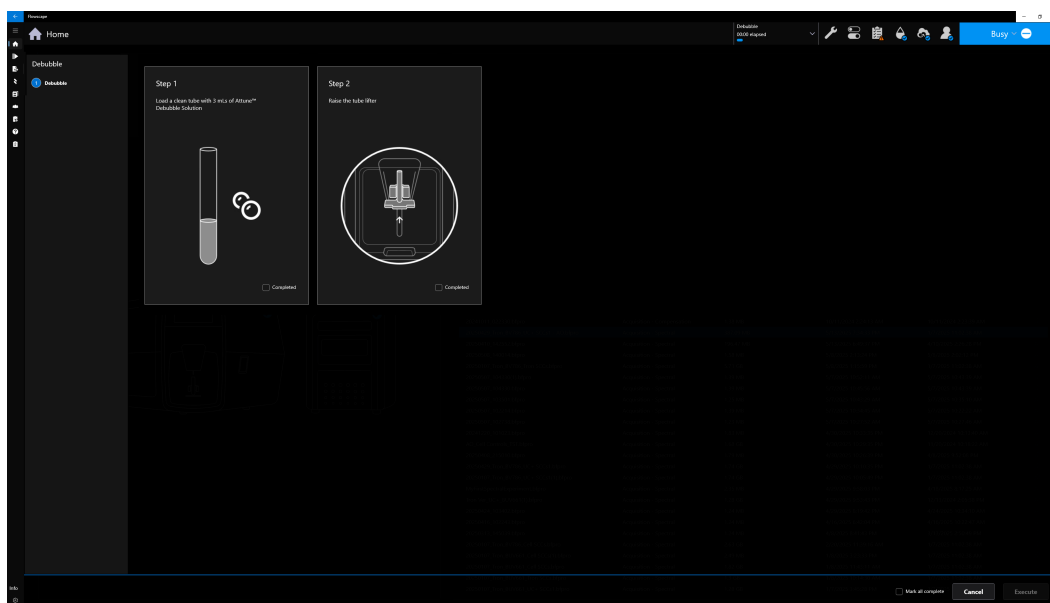 Flowscape
Home
Debubble
00:00 elapsed
Busy
Debubble
1 Debubble
Step 1
Load a clean tube with 3 mLs of Attune™
Debubble Solution
Completed
Step 2
Raise the tube lifter
Completed
Info
Mark all complete
Cancel
Execute